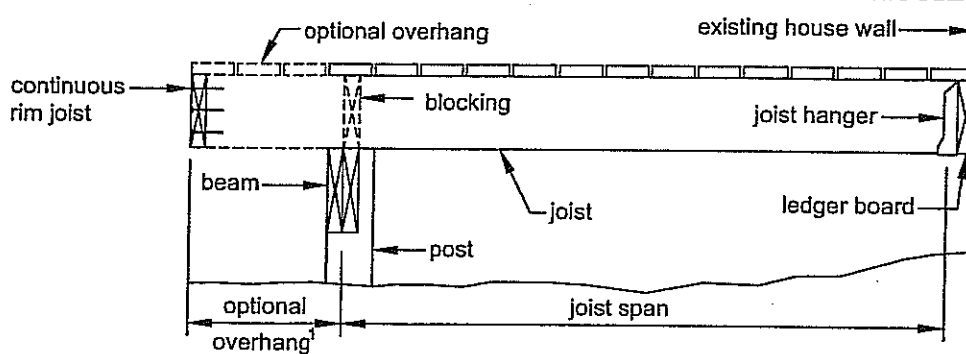 existing house wall
optional overhang
continuous
rim joist
blocking
joist hanger
beam
joist
ledger board
post
optional
overhang¹
joist span